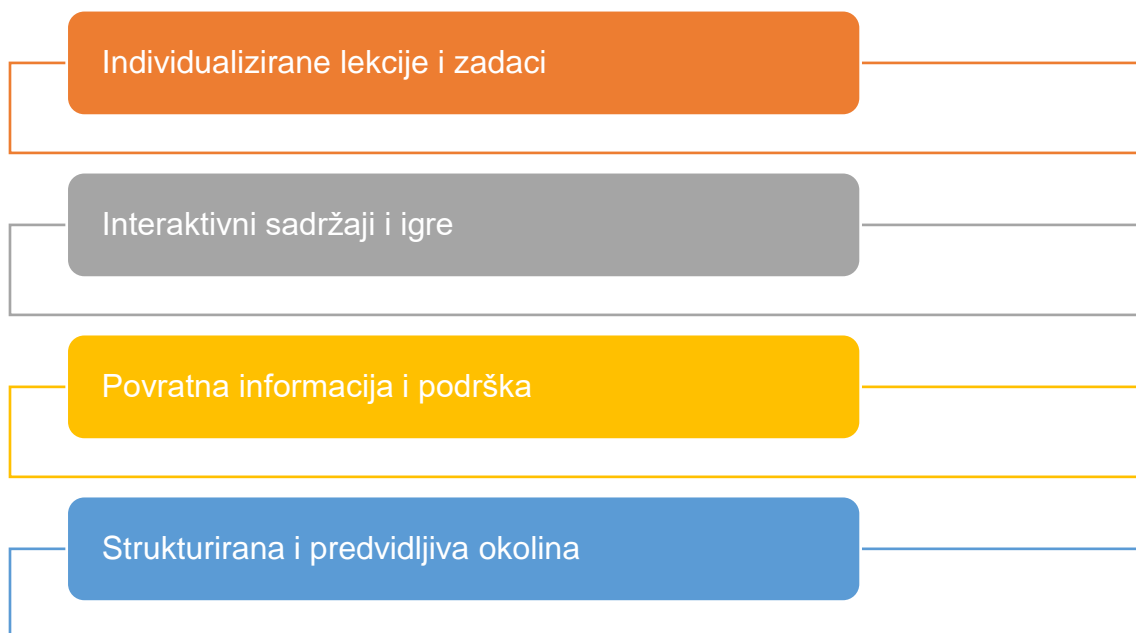 Individualizirane lekcije i zadaci
Interaktivni sadržaji i igre
Povratna informacija i podrška
Strukturirana i predvidljiva okolina